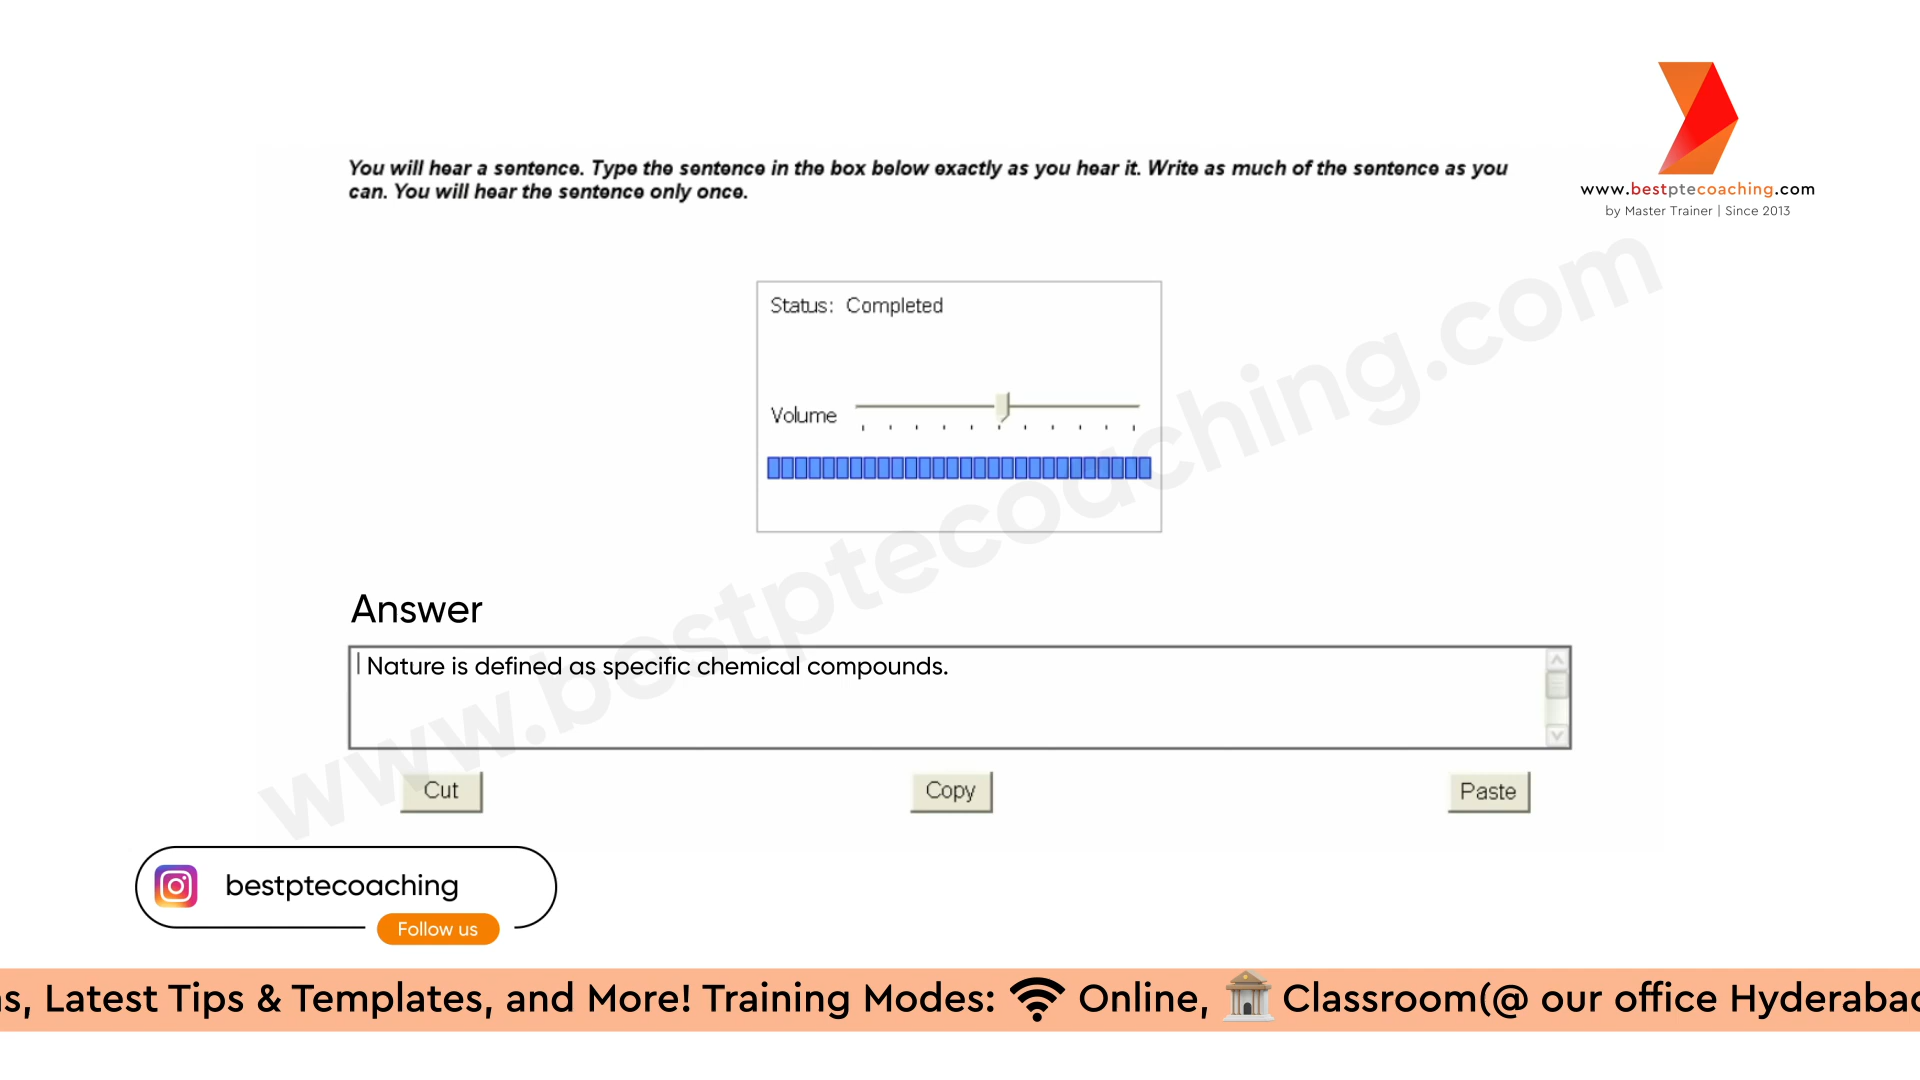 You will hear a sentence. Type the sentence in the box below exactly as you hear it. Write as much of the sentence as you
can. You will hear the sentence only once.
www.bestptecoaching.com
by Master Trainer | Since 2013
Status: Completed
Volume
www.bestptecoaching.com
Answer
Nature is defined as specific chemical compounds.
Cut Copy Paste
bestptecoaching
Follow us
s, Latest Tips & Templates, and More! Training Modes: Online, Classroom(@ our office